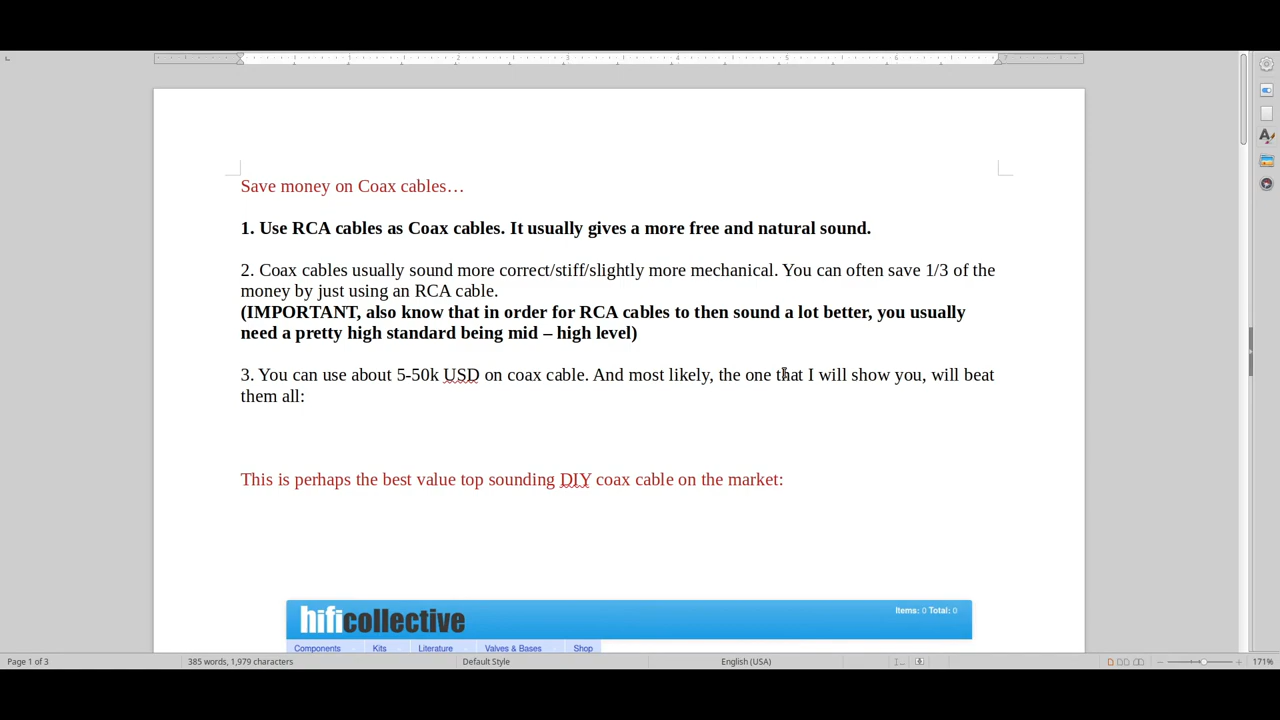 Save money on Coax cables…
1. Use RCA cables as Coax cables. It usually gives a more free and natural sound.
2. Coax cables usually sound more correct/stiff/slightly more mechanical. You can often save 1/3 of the
money by just using an RCA cable.
(IMPORTANT, also know that in order for RCA cables to then sound a lot better, you usually
need a pretty high standard being mid – high level)
3. You can use about 5-50k USD on coax cable. And most likely, the one that I will show you, will beat
them all:
This is perhaps the best value top sounding DIY coax cable on the market:
hificollective
Items: 0 Total: 0
Components Kits Literature Valves & Bases Shop
Page 1 of 3 385 words, 1,979 characters Default Style English (USA) 171%